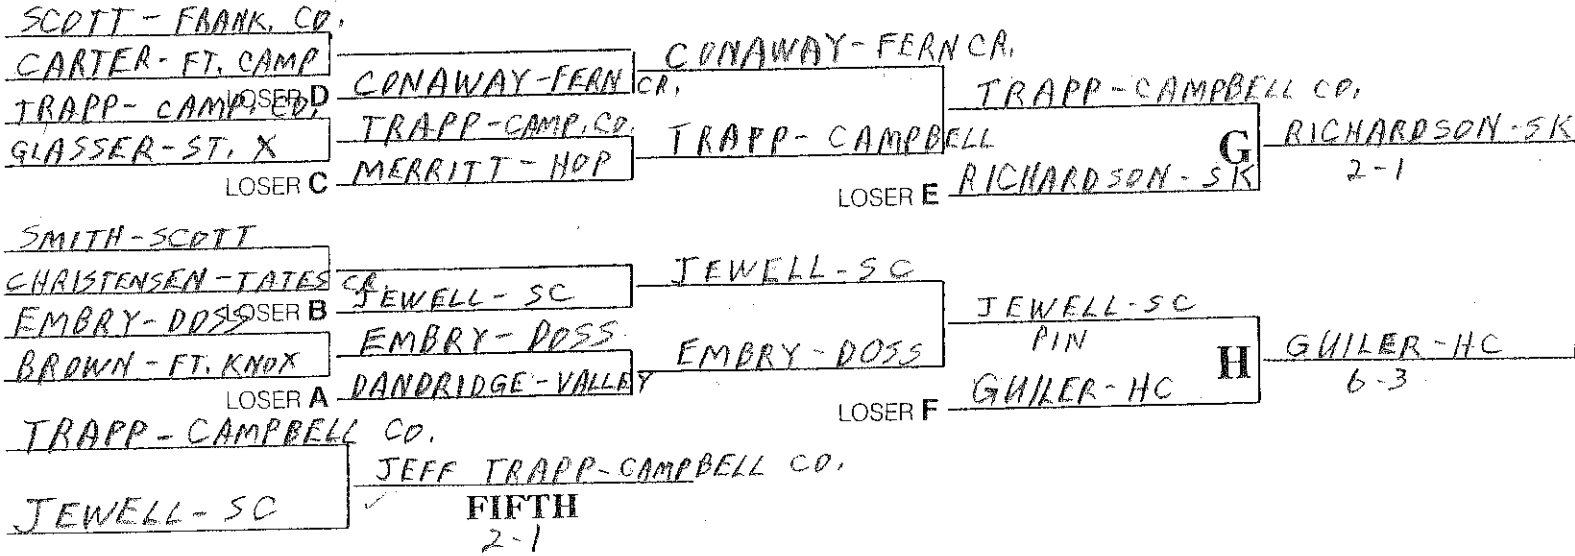 SCOTT - FRANK. CO.
CARTER - FT. CAMP
LOSER D CONAWAY - FERN CR.
CONAWAY - FERN CR.
TRAPP - CAMP. CO.
GLASSER - ST. X
TRAPP - CAMP. CO.
LOSER C MERRITT - HOP
TRAPP - CAMPBELL
TRAPP - CAMPBELL CO.
LOSER E RICHARDSON - SK
G RICHARDSON - SK
2-1
SMITH - SCOTT
CHRISTENSEN - TATES CR.
LOSER B JEWELL - SC
JEWELL - SC
EMBRY - DOSS
BROWN - FT. KNOX
EMBRY - DOSS
LOSER A DANDRIDGE - VALLEY
EMBRY - DOSS
JEWELL - SC
PIN
LOSER F GUILER - HC
H GUILER - HC
6-3
TRAPP - CAMPBELL CO.
JEWELL - SC
JEFF TRAPP - CAMPBELL CO.
FIFTH
2-1